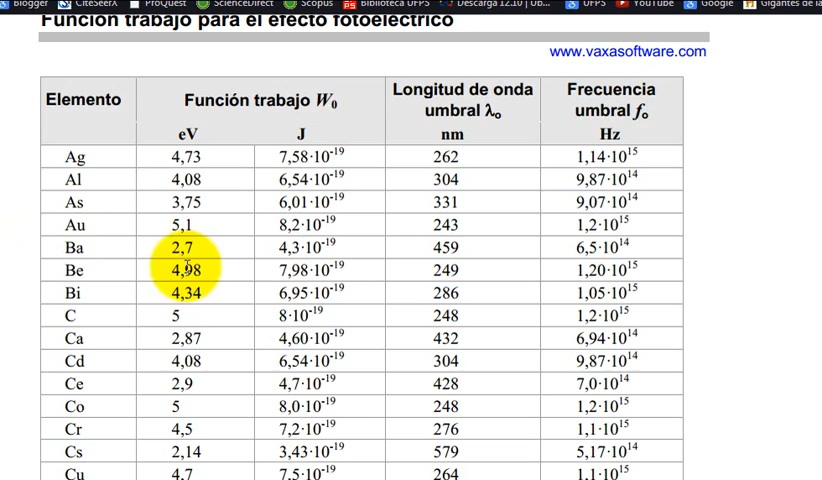 Blogger CiteSeerX ProQuest ScienceDirect Scopus Biblioteca UFPS Descarga 12.10 | Ub... UFPS YouTube Google Gigantes de la
Función trabajo para el efecto fotoeléctrico
www.vaxasoftware.com
Elemento Función trabajo W₀ Longitud de onda umbral λₒ Frecuencia umbral fₒ
eV J nm Hz
Ag 4,73 7,58·10⁻¹⁹ 262 1,14·10¹⁵
Al 4,08 6,54·10⁻¹⁹ 304 9,87·10¹⁴
As 3,75 6,01·10⁻¹⁹ 331 9,07·10¹⁴
Au 5,1 8,2·10⁻¹⁹ 243 1,2·10¹⁵
Ba 2,7 4,3·10⁻¹⁹ 459 6,5·10¹⁴
Be 4,98 7,98·10⁻¹⁹ 249 1,20·10¹⁵
Bi 4,34 6,95·10⁻¹⁹ 286 1,05·10¹⁵
C 5 8·10⁻¹⁹ 248 1,2·10¹⁵
Ca 2,87 4,60·10⁻¹⁹ 432 6,94·10¹⁴
Cd 4,08 6,54·10⁻¹⁹ 304 9,87·10¹⁴
Ce 2,9 4,7·10⁻¹⁹ 428 7,0·10¹⁴
Co 5 8,0·10⁻¹⁹ 248 1,2·10¹⁵
Cr 4,5 7,2·10⁻¹⁹ 276 1,1·10¹⁵
Cs 2,14 3,43·10⁻¹⁹ 579 5,17·10¹⁴
Cu 4,7 7,5·10⁻¹⁹ 264 1,1·10¹⁵